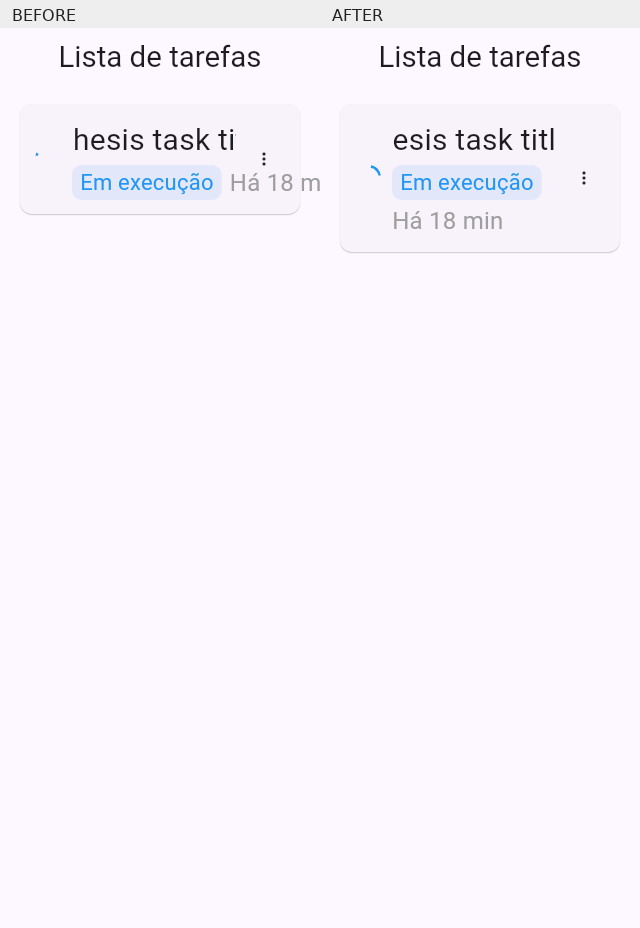 BEFORE
AFTER
Lista de tarefas
Lista de tarefas
hesis task ti
Em execução Há 18 m
esis task titl
Em execução
Há 18 min